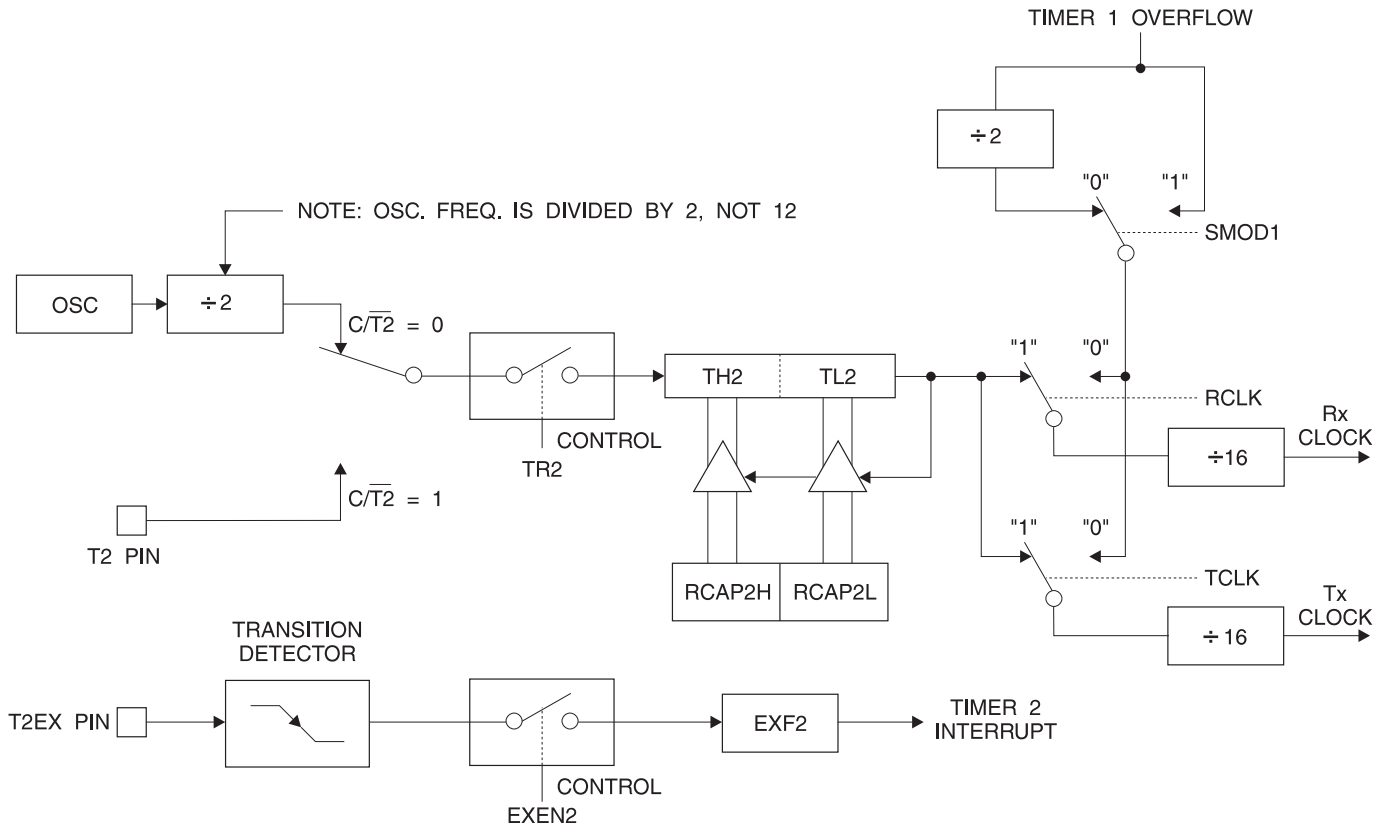 TIMER 1 OVERFLOW
÷2
"0" "1"
NOTE: OSC. FREQ. IS DIVIDED BY 2, NOT 12
SMOD1
OSC
÷2
C/T2̅ = 0
"1" "0"
TH2 TL2
RCLK
Rx
CLOCK
CONTROL
TR2
÷16
C/T2̅ = 1
"1" "0"
T2 PIN
RCAP2H RCAP2L
TCLK
Tx
CLOCK
TRANSITION
DETECTOR
÷16
T2EX PIN
EXF2
TIMER 2
INTERRUPT
CONTROL
EXEN2